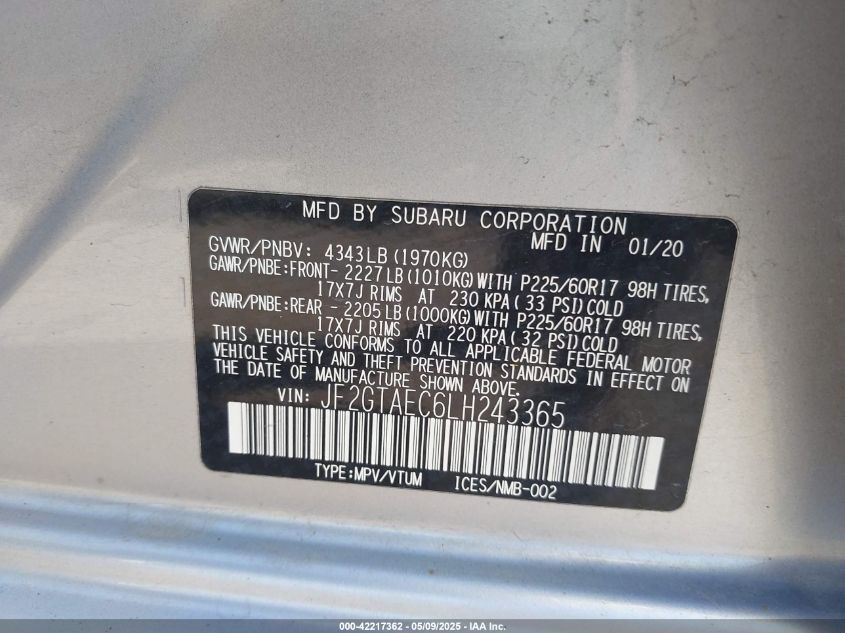 MFD BY SUBARU CORPORATION
MFD IN 01/20
GVWR/PNBV: 4343LB (1970KG)
GAWR/PNBE:FRONT- 2227LB(1010KG)WITH P225/60R17 98H TIRES,
17X7J RIMS AT 230 KPA( 33 PSI)COLD
GAWR/PNBE:REAR - 2205LB(1000KG)WITH P225/60R17 98H TIRES,
17X7J RIMS AT 220 KPA( 32 PSI)COLD
THIS VEHICLE CONFORMS TO ALL APPLICABLE FEDERAL MOTOR
VEHICLE SAFETY AND THEFT PREVENTION STANDARDS IN EFFECT ON
THE DATE OF MANUFACTURE SHOWN ABOVE.
VIN: JF2GTAEC6LH243365
TYPE:MPV/VTUM ICES/NMB-002
000-42217362 - 05/09/2025 - IAA Inc.